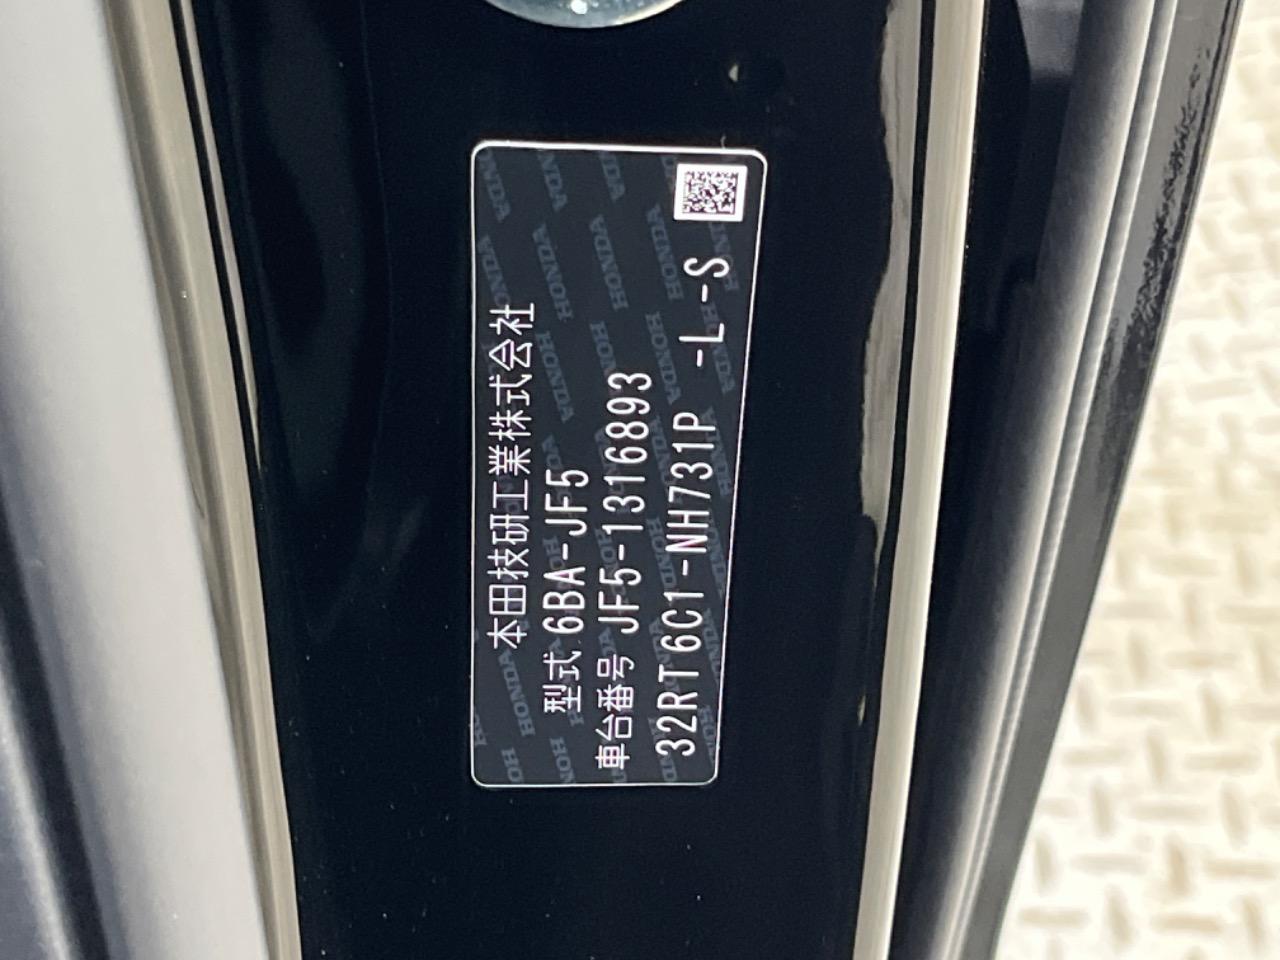 本田技研工業株式会社
型式 6BA-JF5
車台番号 JF5-1316893
32RT6C1-NH731P -L-S